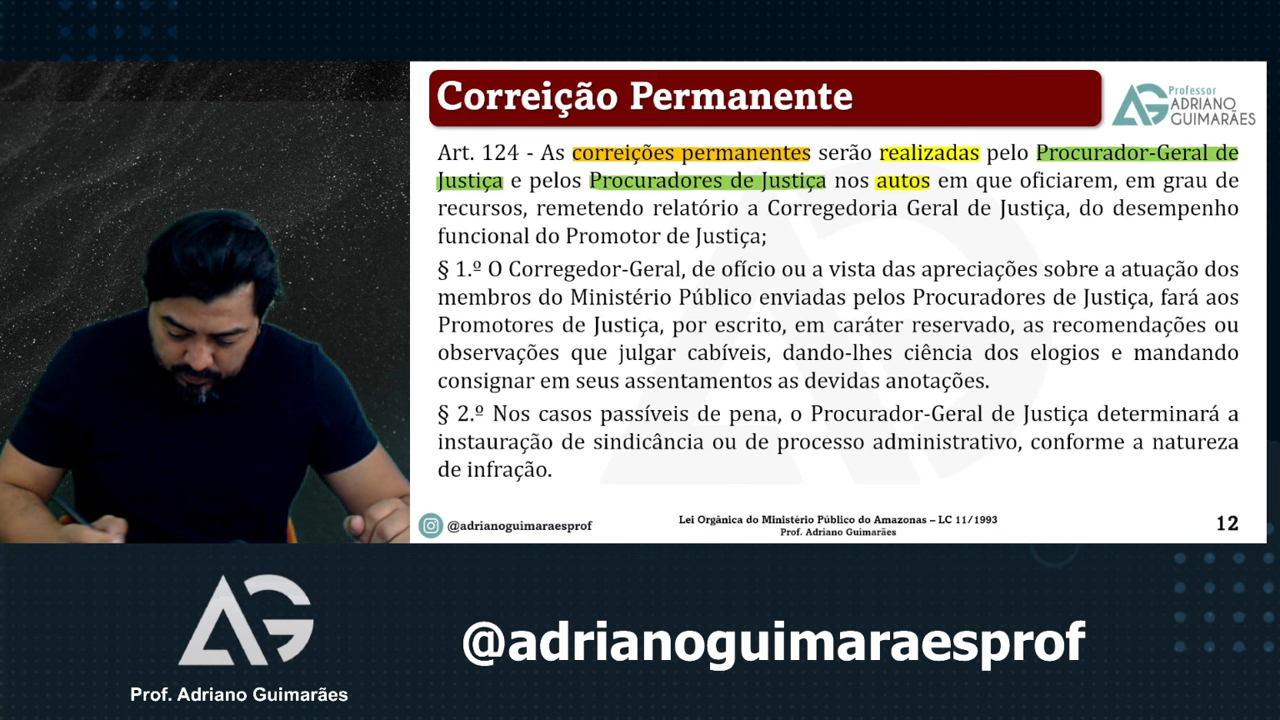 Correição Permanente
Professor
ADRIANO
GUIMARÃES
Art. 124 - As correições permanentes serão realizadas pelo Procurador-Geral de
Justiça e pelos Procuradores de Justiça nos autos em que oficiarem, em grau de
recursos, remetendo relatório a Corregedoria Geral de Justiça, do desempenho
funcional do Promotor de Justiça;
§ 1.º O Corregedor-Geral, de ofício ou a vista das apreciações sobre a atuação dos
membros do Ministério Público enviadas pelos Procuradores de Justiça, fará aos
Promotores de Justiça, por escrito, em caráter reservado, as recomendações ou
observações que julgar cabíveis, dando-lhes ciência dos elogios e mandando
consignar em seus assentamentos as devidas anotações.
§ 2.º Nos casos passíveis de pena, o Procurador-Geral de Justiça determinará a
instauração de sindicância ou de processo administrativo, conforme a natureza
de infração.
@adrianoguimaraesprof
Lei Orgânica do Ministério Público do Amazonas – LC 11/1993
Prof. Adriano Guimarães
12
AG
Prof. Adriano Guimarães
@adrianoguimaraesprof